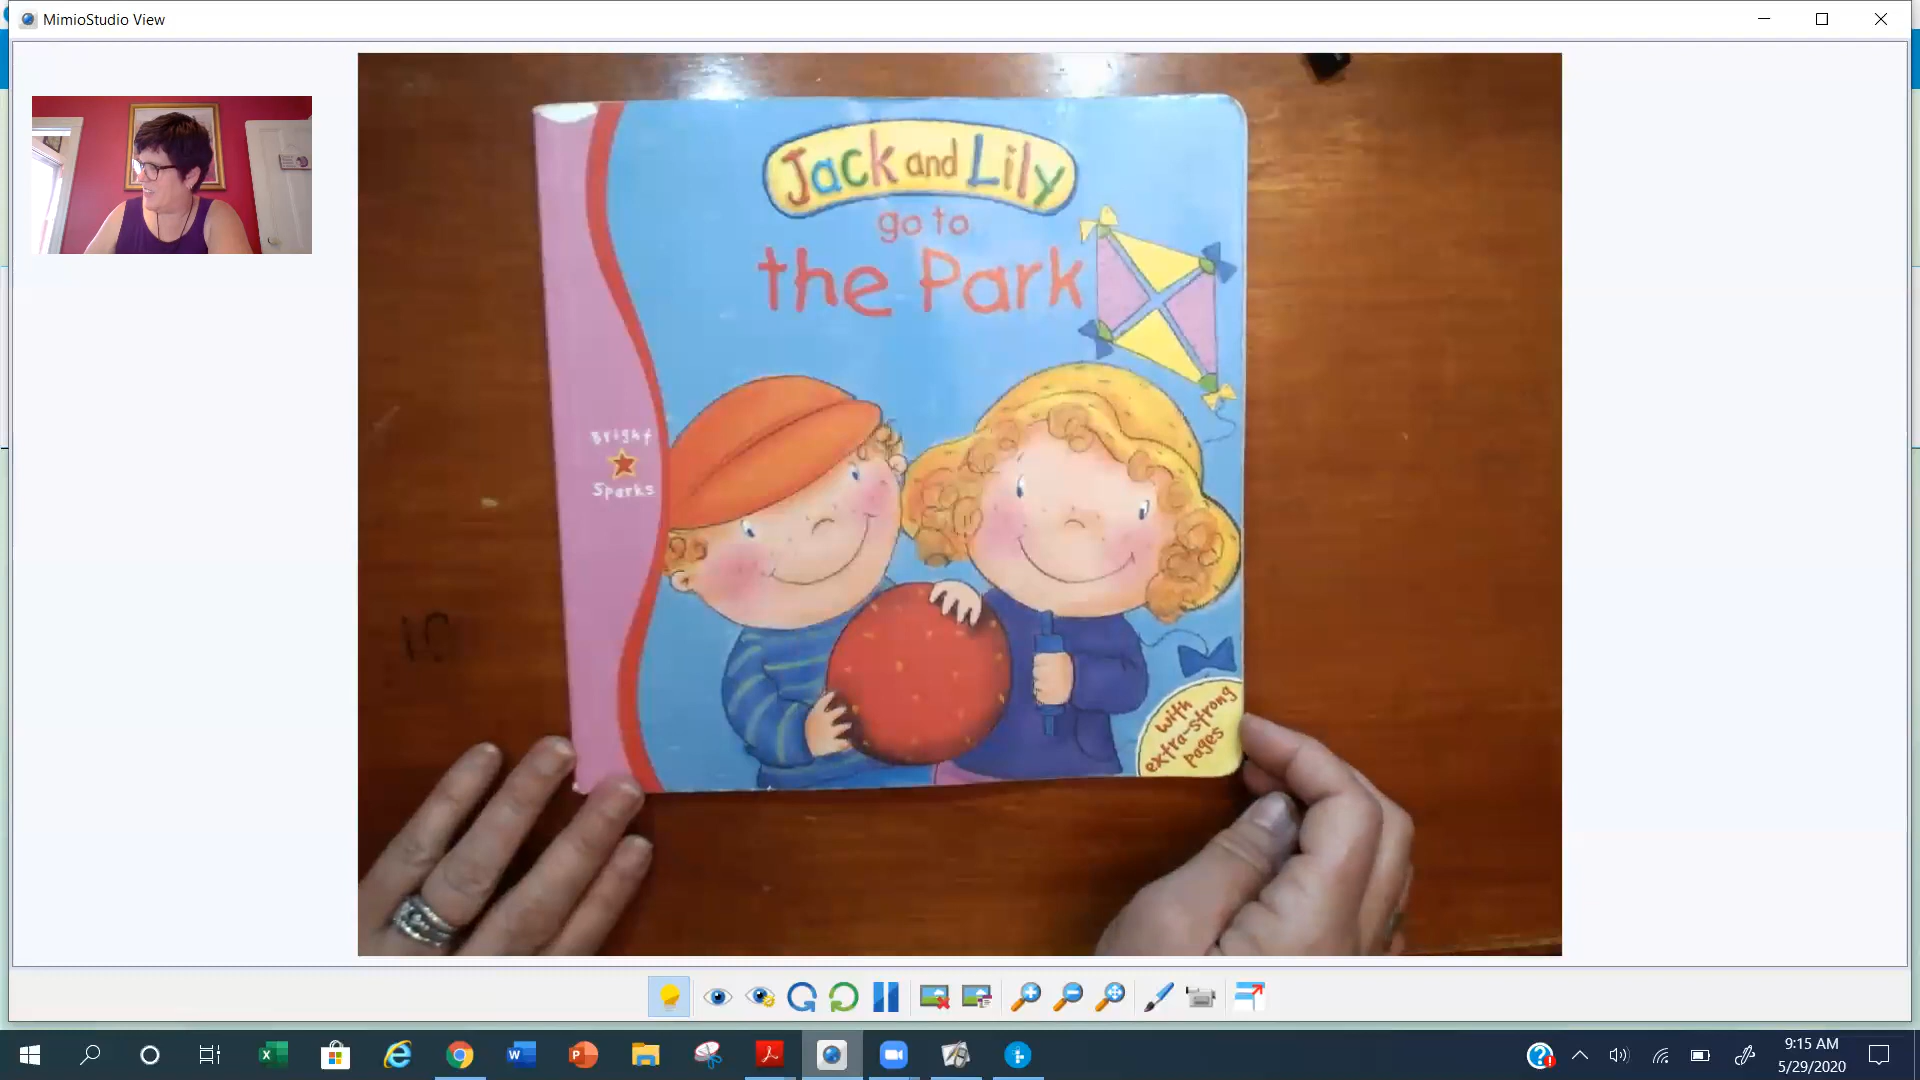 MimioStudio View
Jack and Lily
go to
the Park
Bright
Sparks
with
extra-strong
pages
10
9:15 AM
5/29/2020